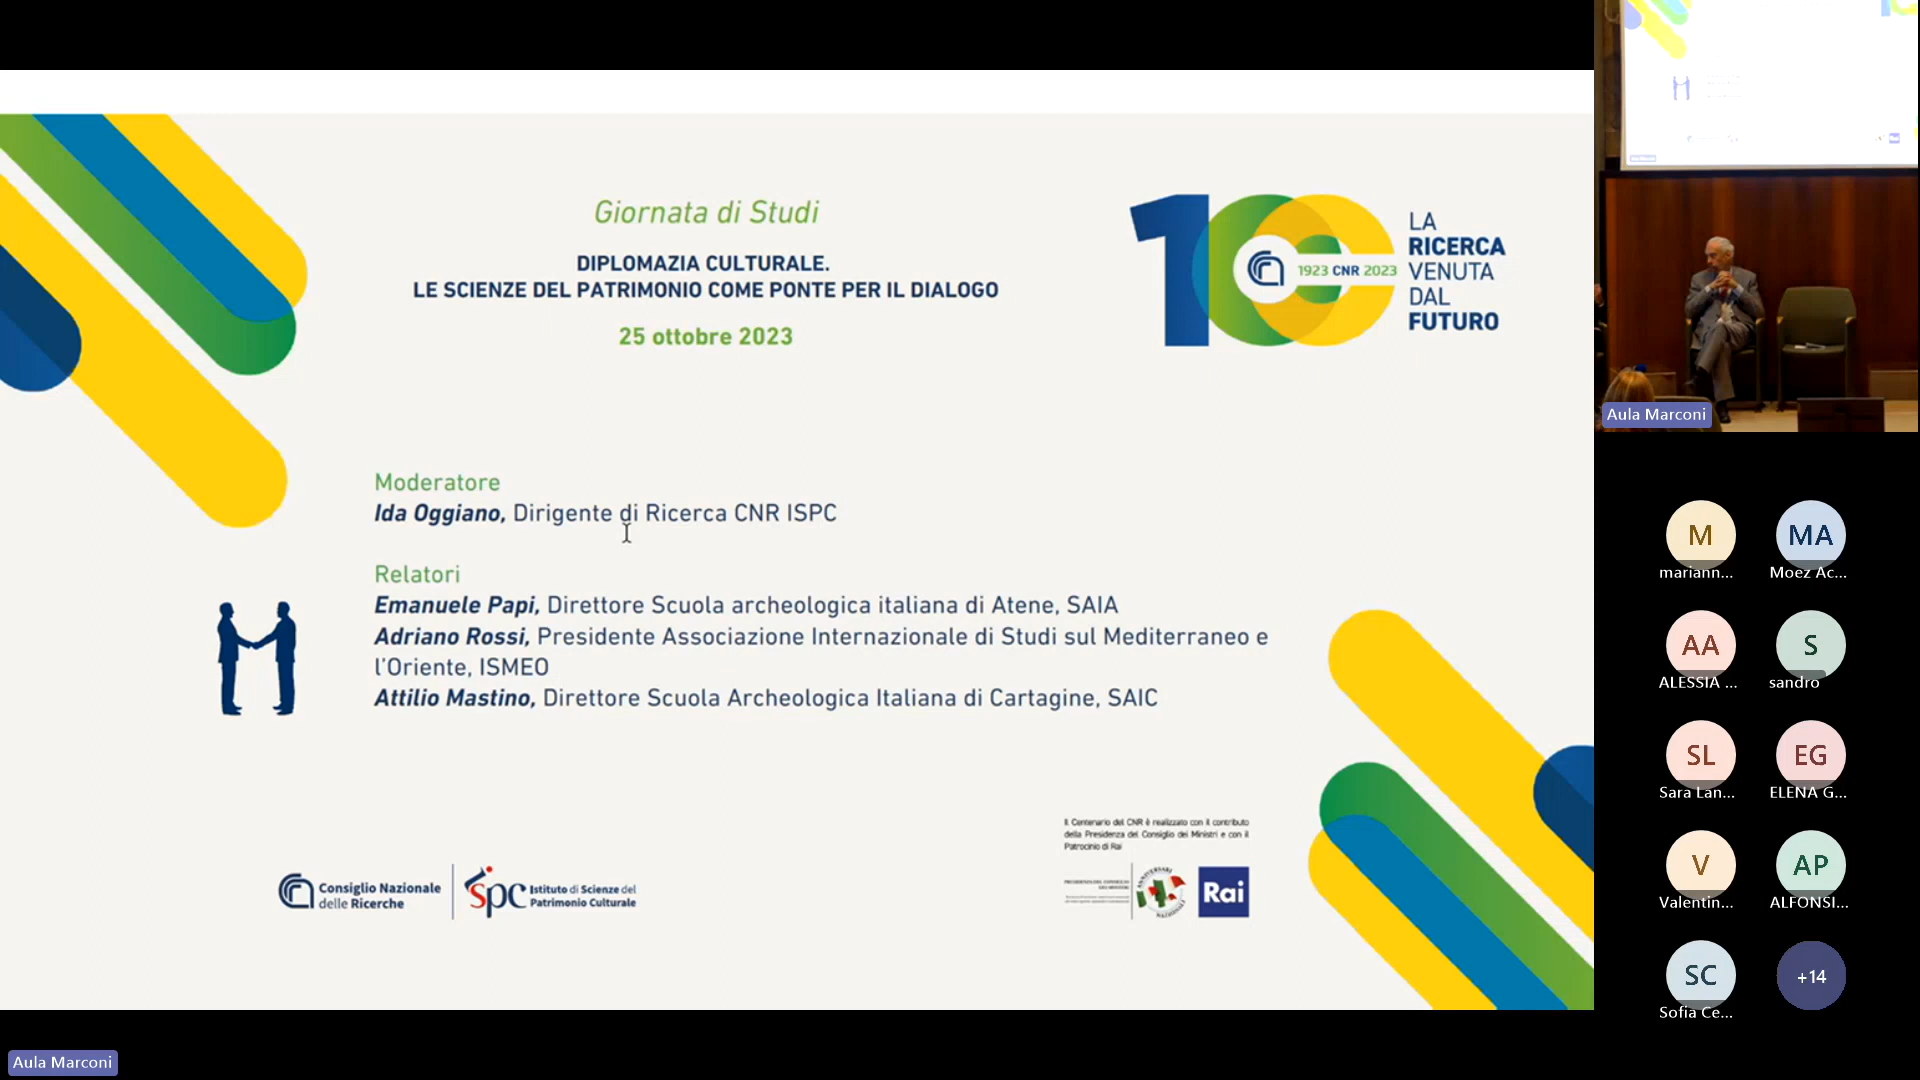 Giornata di Studi
DIPLOMAZIA CULTURALE.
LE SCIENZE DEL PATRIMONIO COME PONTE PER IL DIALOGO
25 ottobre 2023
100
1923 CNR 2023
LA
RICERCA
VENUTA
DAL
FUTURO
Moderatore
Ida Oggiano, Dirigente di Ricerca CNR ISPC
Relatori
Emanuele Papi, Direttore Scuola archeologica italiana di Atene, SAIA
Adriano Rossi, Presidente Associazione Internazionale di Studi sul Mediterraneo e
l'Oriente, ISMEO
Attilio Mastino, Direttore Scuola Archeologica Italiana di Cartagine, SAIC
Il Centenario del CNR è realizzato con il contributo
della Presidenza del Consiglio dei Ministri e con il
Patrocinio di Rai
Consiglio Nazionale
delle Ricerche
spc
Istituto di Scienze del
Patrimonio Culturale
ANNIVERSARI
NAZIONALI
Rai
Aula Marconi
Aula Marconi
M
mariann...
MA
Moez Ac...
AA
ALESSIA ...
S
sandro
SL
Sara Lan...
EG
ELENA G...
V
Valentin...
AP
ALFONSI...
SC
Sofia Ce...
+14